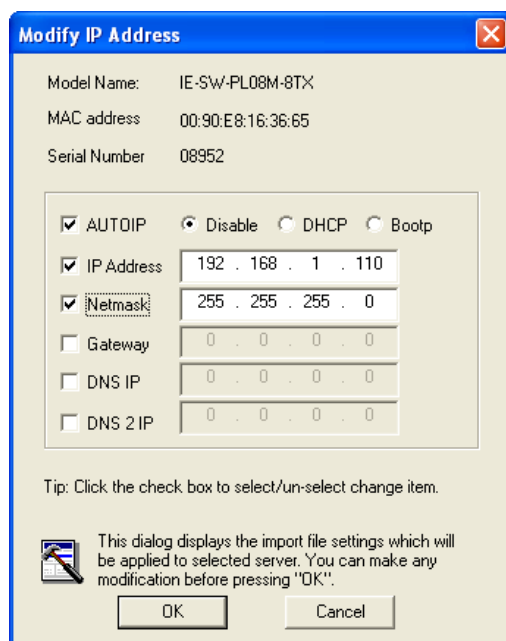 Modify IP Address
Model Name: IE-SW-PL08M-8TX
MAC address 00:90:E8:16:36:65
Serial Number 08952
AUTOIP Disable DHCP Bootp
IP Address 192 . 168 . 1 . 110
Netmask 255 . 255 . 255 . 0
Gateway 0 . 0 . 0 . 0
DNS IP 0 . 0 . 0 . 0
DNS 2 IP 0 . 0 . 0 . 0
Tip: Click the check box to select/un-select change item.
This dialog displays the import file settings which will
be applied to selected server. You can make any
modification before pressing "OK".
OK Cancel